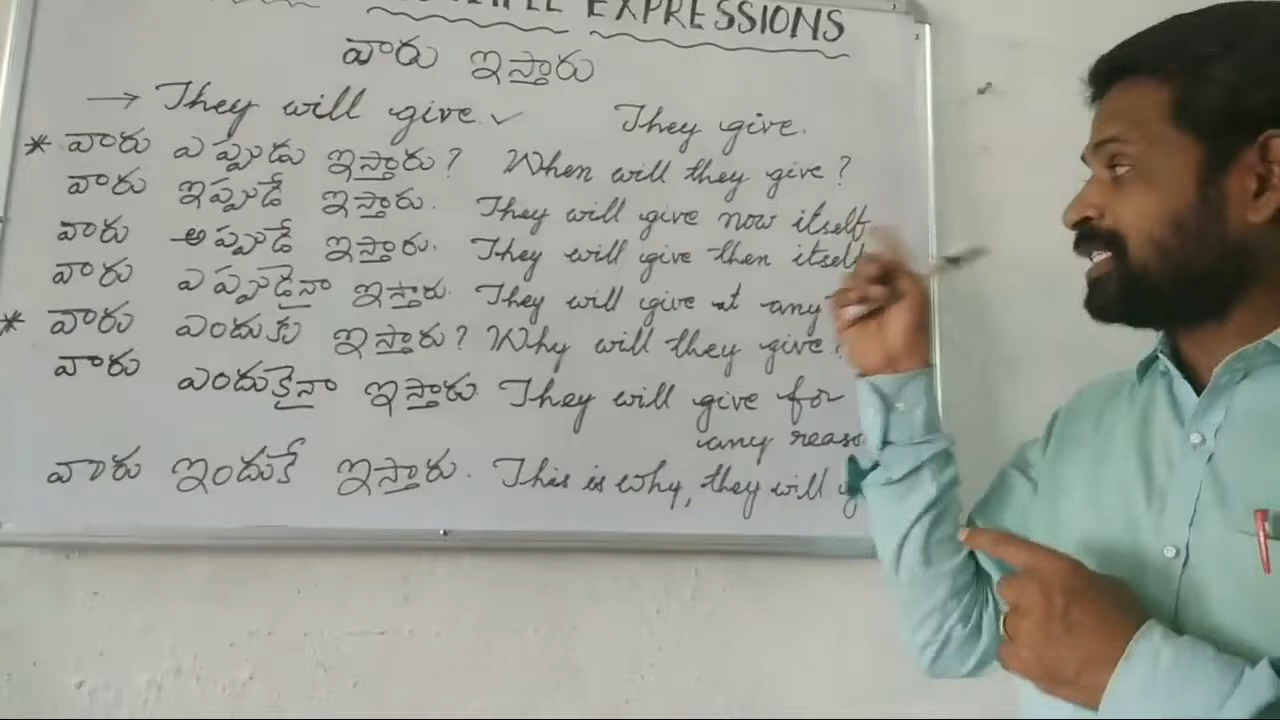 EXPRESSIONS
వారు ఇస్తారు
→ They will give ✓ They give.
* వారు ఎప్పుడు ఇస్తారు? When will they give?
వారు ఇప్పుడే ఇస్తారు. They will give now itself.
వారు అప్పుడే ఇస్తారు. They will give then itself
వారు ఎప్పుడైనా ఇస్తారు. They will give at any
* వారు ఎందుకు ఇస్తారు? Why will they give?
వారు ఎందుకైనా ఇస్తారు They will give for
any
వారు ఇందుకే ఇస్తారు. This is why, they will